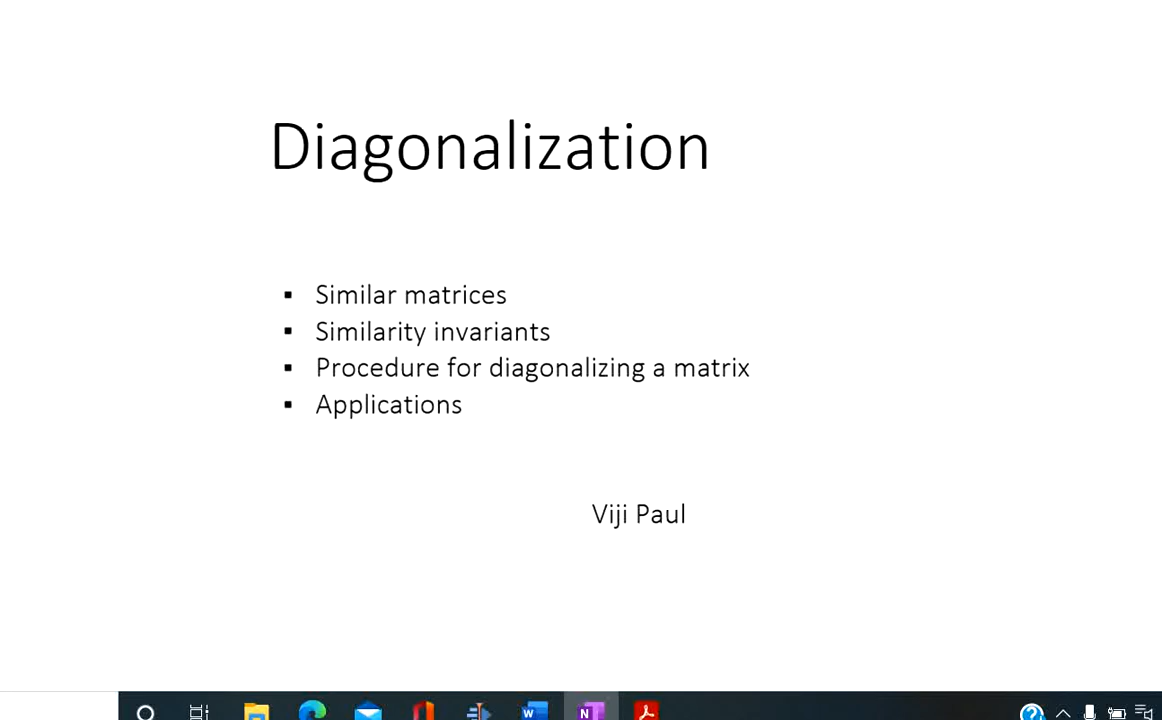 Diagonalization
▪ Similar matrices
▪ Similarity invariants
▪ Procedure for diagonalizing a matrix
▪ Applications
Viji Paul